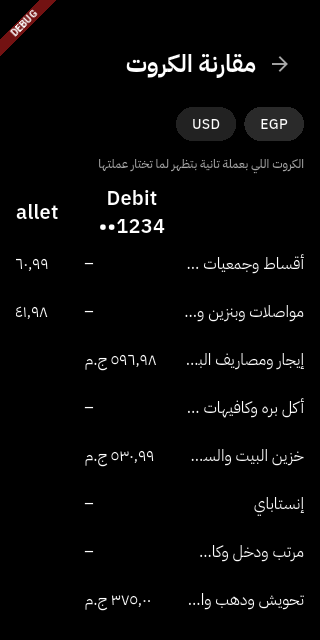 DEBUG
مقارنة الكروت
EGP USD
الكروت اللي بعملة تانية بتظهر لما تختار عملتها
Debit ••1234 allet
أقساط وجمعيات ... – ٦٠,٩٩
مواصلات وبنزين و... – ٤١,٩٨
إيجار ومصاريف الب... ٥٩٦,٩٨ ج.م
أكل بره وكافيهات ... –
خزين البيت والس... ٥٣٠,٩٩ ج.م
إنستاباي –
مرتب ودخل وكا... –
تحويش ودهب وا... ٣٧٥,٠٠ ج.م